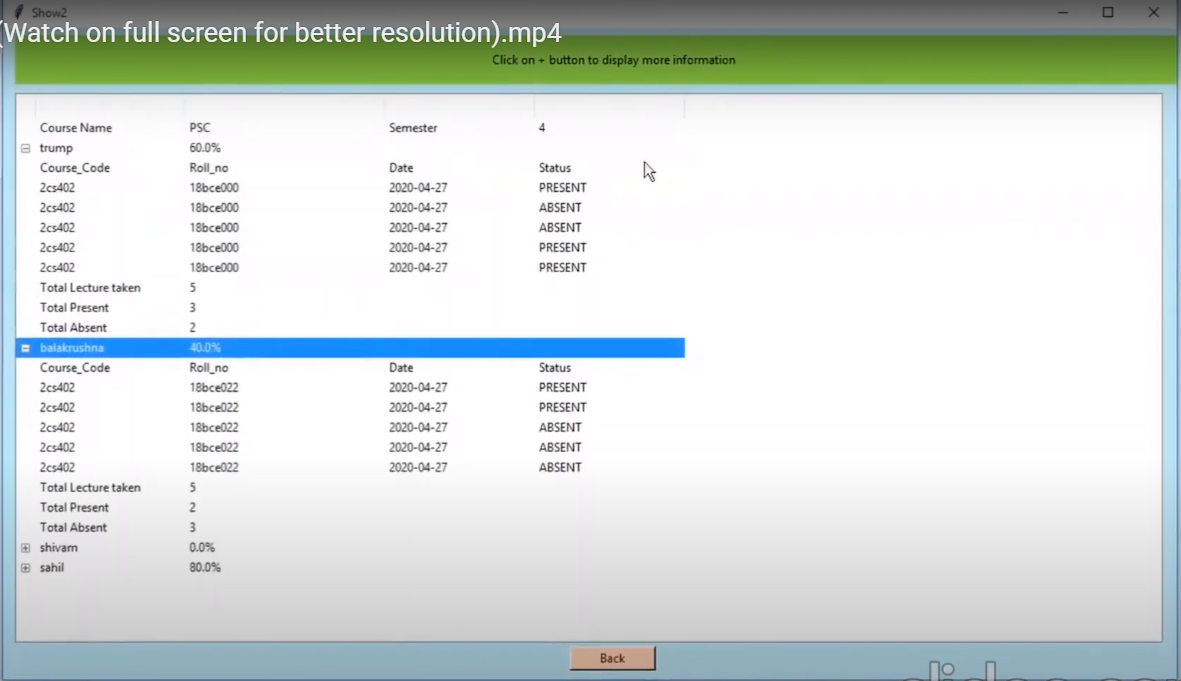 Show2
(Watch on full screen for better resolution).mp4
Click on + button to display more information
Course Name PSC Semester 4
trump 60.0%
Course_Code Roll_no Date Status
2cs402 18bce000 2020-04-27 PRESENT
2cs402 18bce000 2020-04-27 ABSENT
2cs402 18bce000 2020-04-27 ABSENT
2cs402 18bce000 2020-04-27 PRESENT
2cs402 18bce000 2020-04-27 PRESENT
Total Lecture taken 5
Total Present 3
Total Absent 2
balakrushna 40.0%
Course_Code Roll_no Date Status
2cs402 18bce022 2020-04-27 PRESENT
2cs402 18bce022 2020-04-27 PRESENT
2cs402 18bce022 2020-04-27 ABSENT
2cs402 18bce022 2020-04-27 ABSENT
2cs402 18bce022 2020-04-27 ABSENT
Total Lecture taken 5
Total Present 2
Total Absent 3
shivam 0.0%
sahil 80.0%
Back